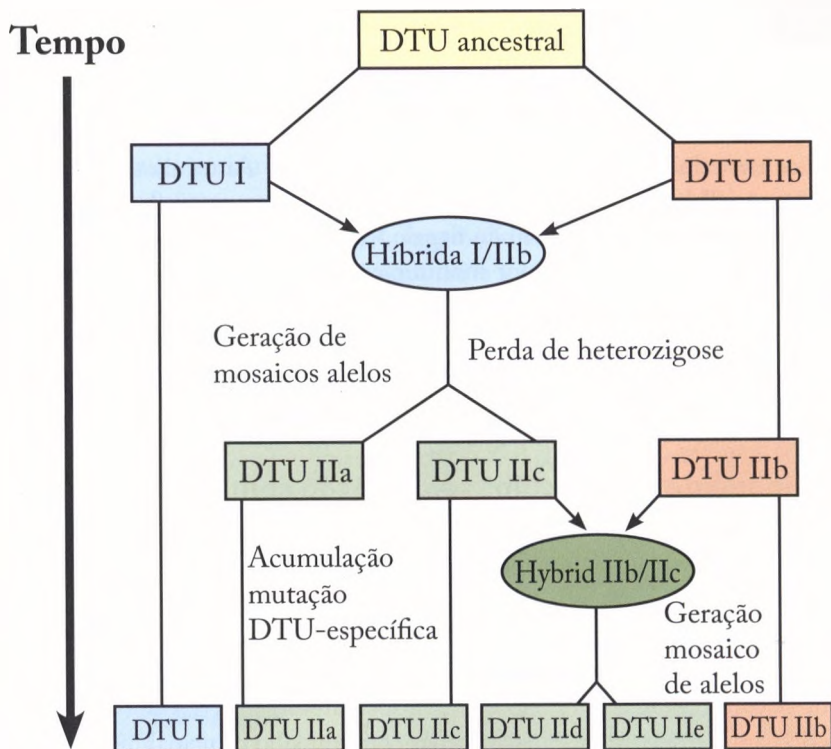 Tempo
DTU ancestral
DTU I
DTU IIb
Híbrida I/IIb
Geração de
mosaicos alelos
Perda de heterozigose
DTU IIa
DTU IIc
DTU IIb
Hybrid IIb/IIc
Acumulação
mutação
DTU-específica
Geração
mosaico
de alelos
DTU I
DTU IIa
DTU IIc
DTU IId
DTU IIe
DTU IIb